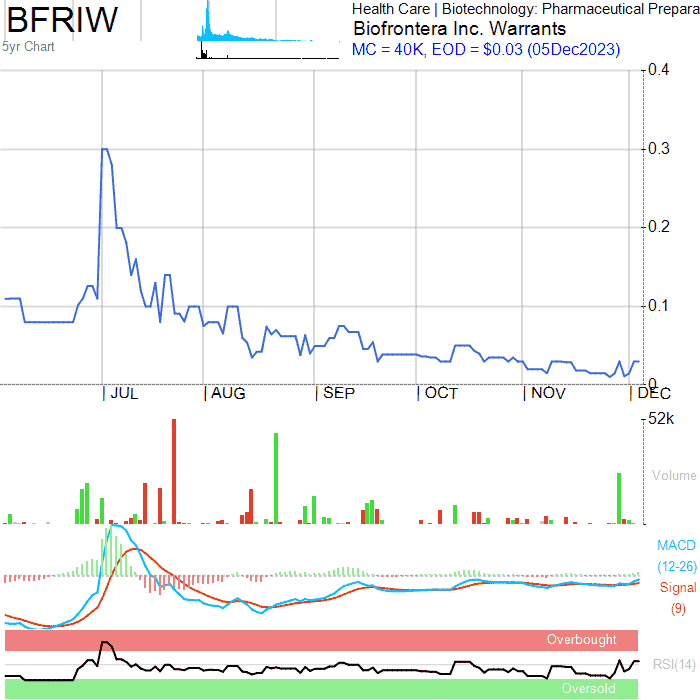 BFRIW
5yr Chart
Health Care | Biotechnology: Pharmaceutical Prepara
Biofrontera Inc. Warrants
MC = 40K, EOD = $0.03 (05Dec2023)
0.4
0.3
0.2
0.1
0
JUL AUG SEP OCT NOV DEC
52k
Volume
MACD
(12-26)
Signal
(9)
Overbought
RSI(14)
Oversold